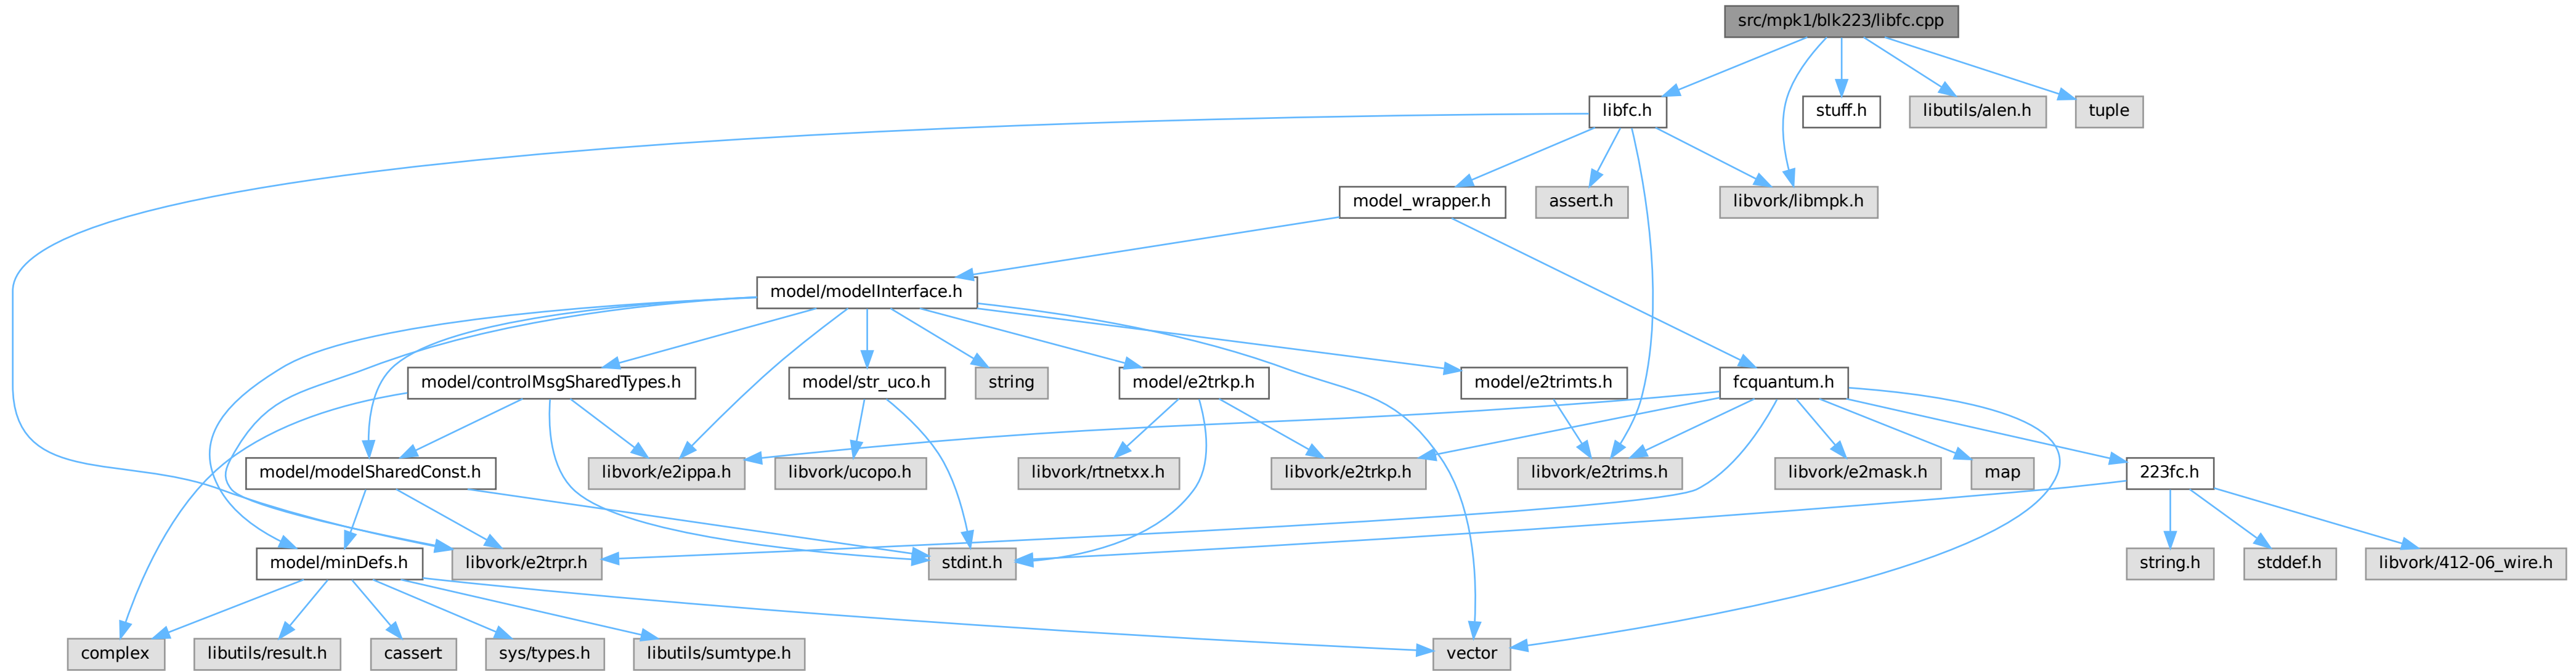 src/mpk1/blk223/libfc.cpp
libfc.h
stuff.h
libutils/alen.h
tuple
model_wrapper.h
assert.h
libvork/libmpk.h
model/modelInterface.h
model/controlMsgSharedTypes.h
model/str_uco.h
string
model/e2trkp.h
model/e2trimts.h
fcquantum.h
model/modelSharedConst.h
libvork/e2ippa.h
libvork/ucopo.h
libvork/rtnetxx.h
libvork/e2trkp.h
libvork/e2trims.h
libvork/e2mask.h
map
223fc.h
model/minDefs.h
libvork/e2trpr.h
stdint.h
string.h
stddef.h
libvork/412-06_wire.h
complex
libutils/result.h
cassert
sys/types.h
libutils/sumtype.h
vector